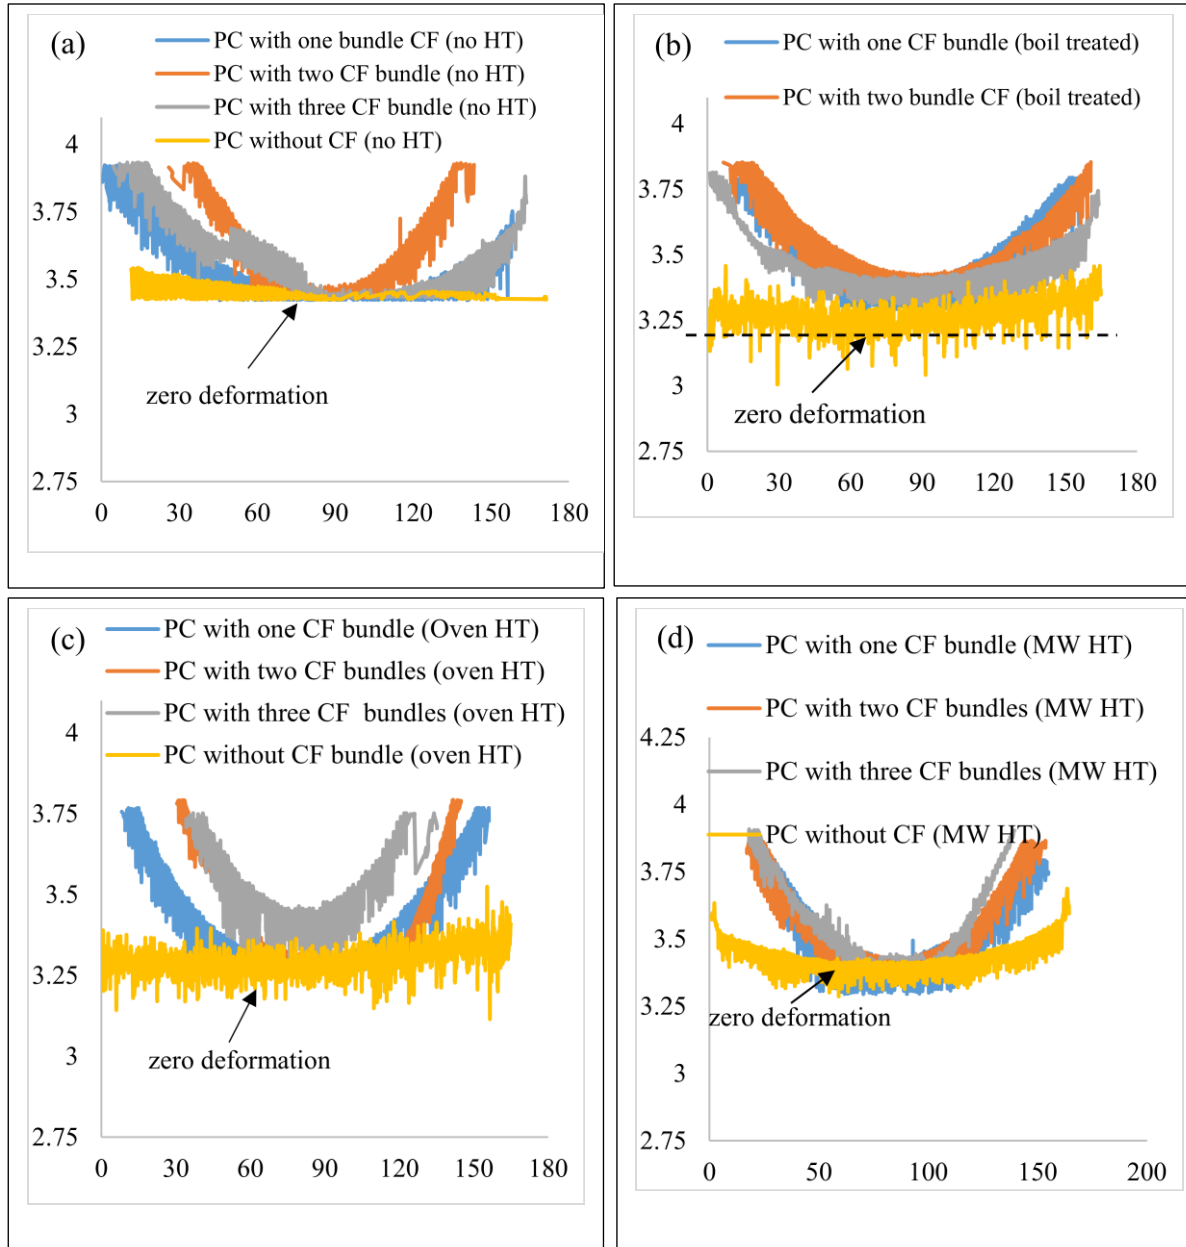 (a)
PC with one bundle CF (no HT)
PC with two CF bundle (no HT)
PC with three CF bundle (no HT)
PC without CF (no HT)
4
3.75
3.5
3.25
3
2.75
zero deformation
0 30 60 90 120 150 180
(b)
PC with one CF bundle (boil treated)
PC with two bundle CF (boil treated)
4
3.75
3.5
3.25
3
2.75
zero deformation
0 30 60 90 120 150 180
(c)
PC with one CF bundle (Oven HT)
PC with two CF bundles (oven HT)
PC with three CF bundles (oven HT)
PC without CF bundle (oven HT)
4
3.75
3.5
3.25
3
2.75
zero deformation
0 30 60 90 120 150 180
(d)
PC with one CF bundle (MW HT)
PC with two CF bundles (MW HT)
PC with three CF bundles (MW HT)
PC without CF (MW HT)
4.25
4
3.75
3.5
3.25
3
2.75
zero deformation
0 50 100 150 200